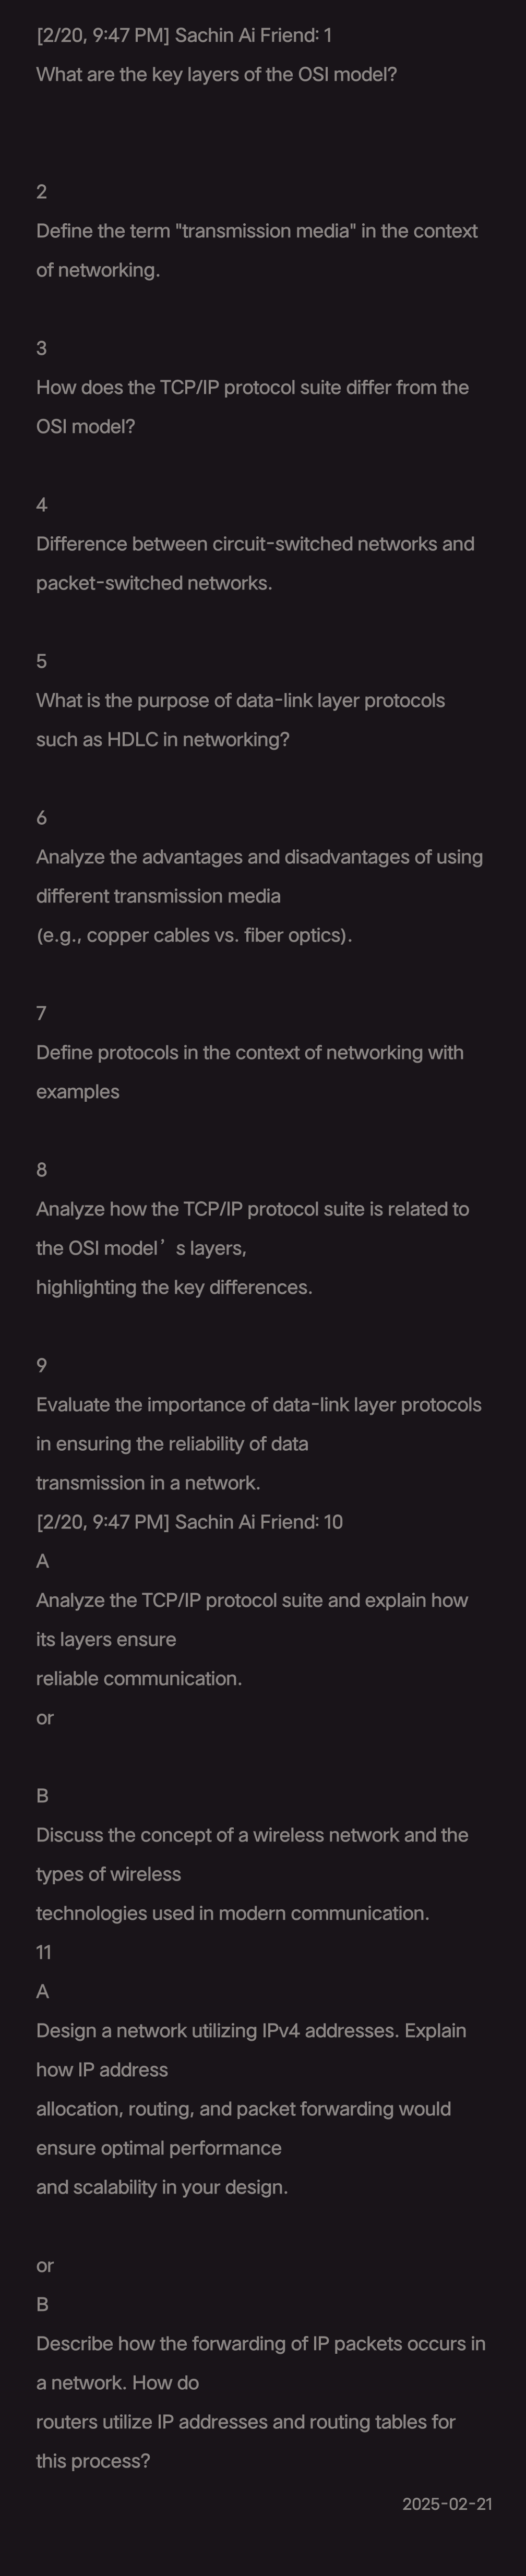 [2/20, 9:47 PM] Sachin Ai Friend: 1
What are the key layers of the OSI model?
2
Define the term "transmission media" in the context
of networking.
3
How does the TCP/IP protocol suite differ from the
OSI model?
4
Difference between circuit-switched networks and
packet-switched networks.
5
What is the purpose of data-link layer protocols
such as HDLC in networking?
6
Analyze the advantages and disadvantages of using
different transmission media
(e.g., copper cables vs. fiber optics).
7
Define protocols in the context of networking with
examples
8
Analyze how the TCP/IP protocol suite is related to
the OSI model’s layers,
highlighting the key differences.
9
Evaluate the importance of data-link layer protocols
in ensuring the reliability of data
transmission in a network.
[2/20, 9:47 PM] Sachin Ai Friend: 10
A
Analyze the TCP/IP protocol suite and explain how
its layers ensure
reliable communication.
or
B
Discuss the concept of a wireless network and the
types of wireless
technologies used in modern communication.
11
A
Design a network utilizing IPv4 addresses. Explain
how IP address
allocation, routing, and packet forwarding would
ensure optimal performance
and scalability in your design.
or
B
Describe how the forwarding of IP packets occurs in
a network. How do
routers utilize IP addresses and routing tables for
this process?
2025-02-21